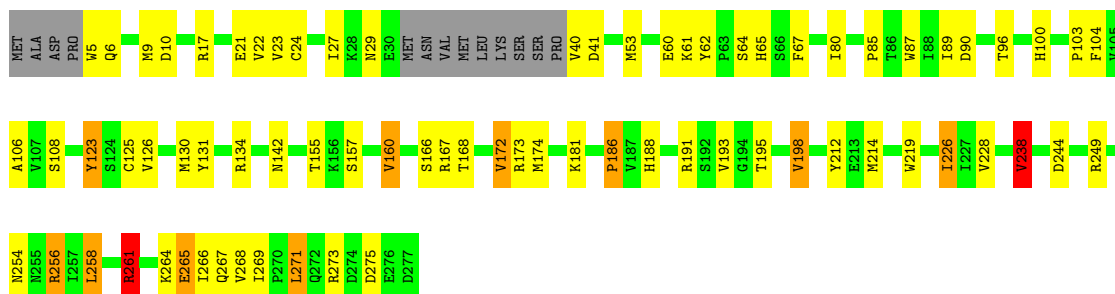 MET ALA ASP PRO W5 Q6 M9 D10 R17 E21 V22 V23 C24 I27 K28 N29 E30 MET ASN VAL MET LEU LYS SER SER PRO V40 D41 M53 E60 K61 Y62 P63 S64 H65 S66 F67 I80 P85 T86 W87 I88 I89 D90 T96 H100 P103 F104 V105
A106 V107 S108 Y123 S124 C125 V126 M130 Y131 R134 N142 T155 K156 S157 V160 S166 R167 T168 V172 R173 M174 K181 P186 V187 H188 R191 S192 V193 G194 T195 V198 Y212 E213 M214 W219 I226 I227 V228 V238 D244 R249
N254 N255 R256 I257 L258 R261 K264 E265 I266 Q267 V268 I269 P270 L271 Q272 R273 D274 D275 E276 D277